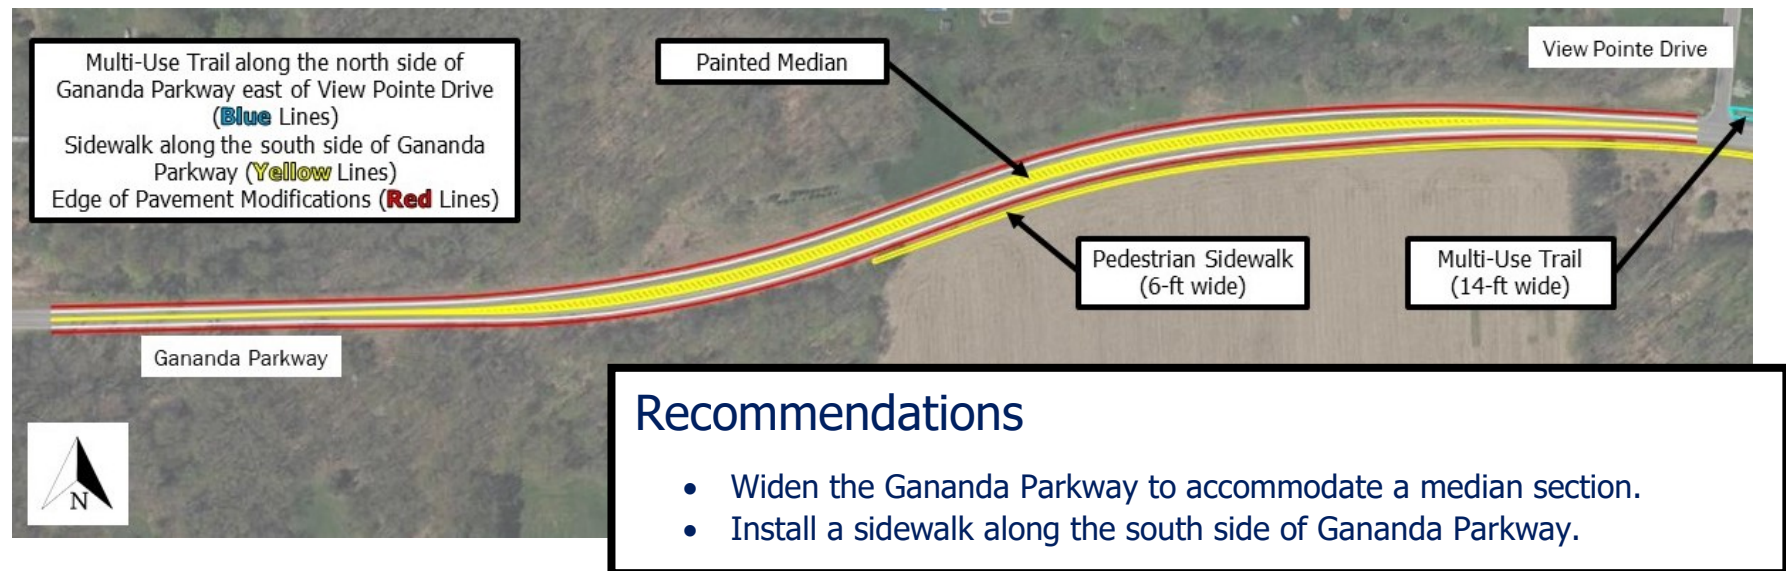 Multi-Use Trail along the north side of
Gananda Parkway east of View Pointe Drive
(Blue Lines)
Sidewalk along the south side of Gananda
Parkway (Yellow Lines)
Edge of Pavement Modifications (Red Lines)
Painted Median
View Pointe Drive
Pedestrian Sidewalk
(6-ft wide)
Multi-Use Trail
(14-ft wide)
Gananda Parkway
N
Recommendations
• Widen the Gananda Parkway to accommodate a median section.
• Install a sidewalk along the south side of Gananda Parkway.